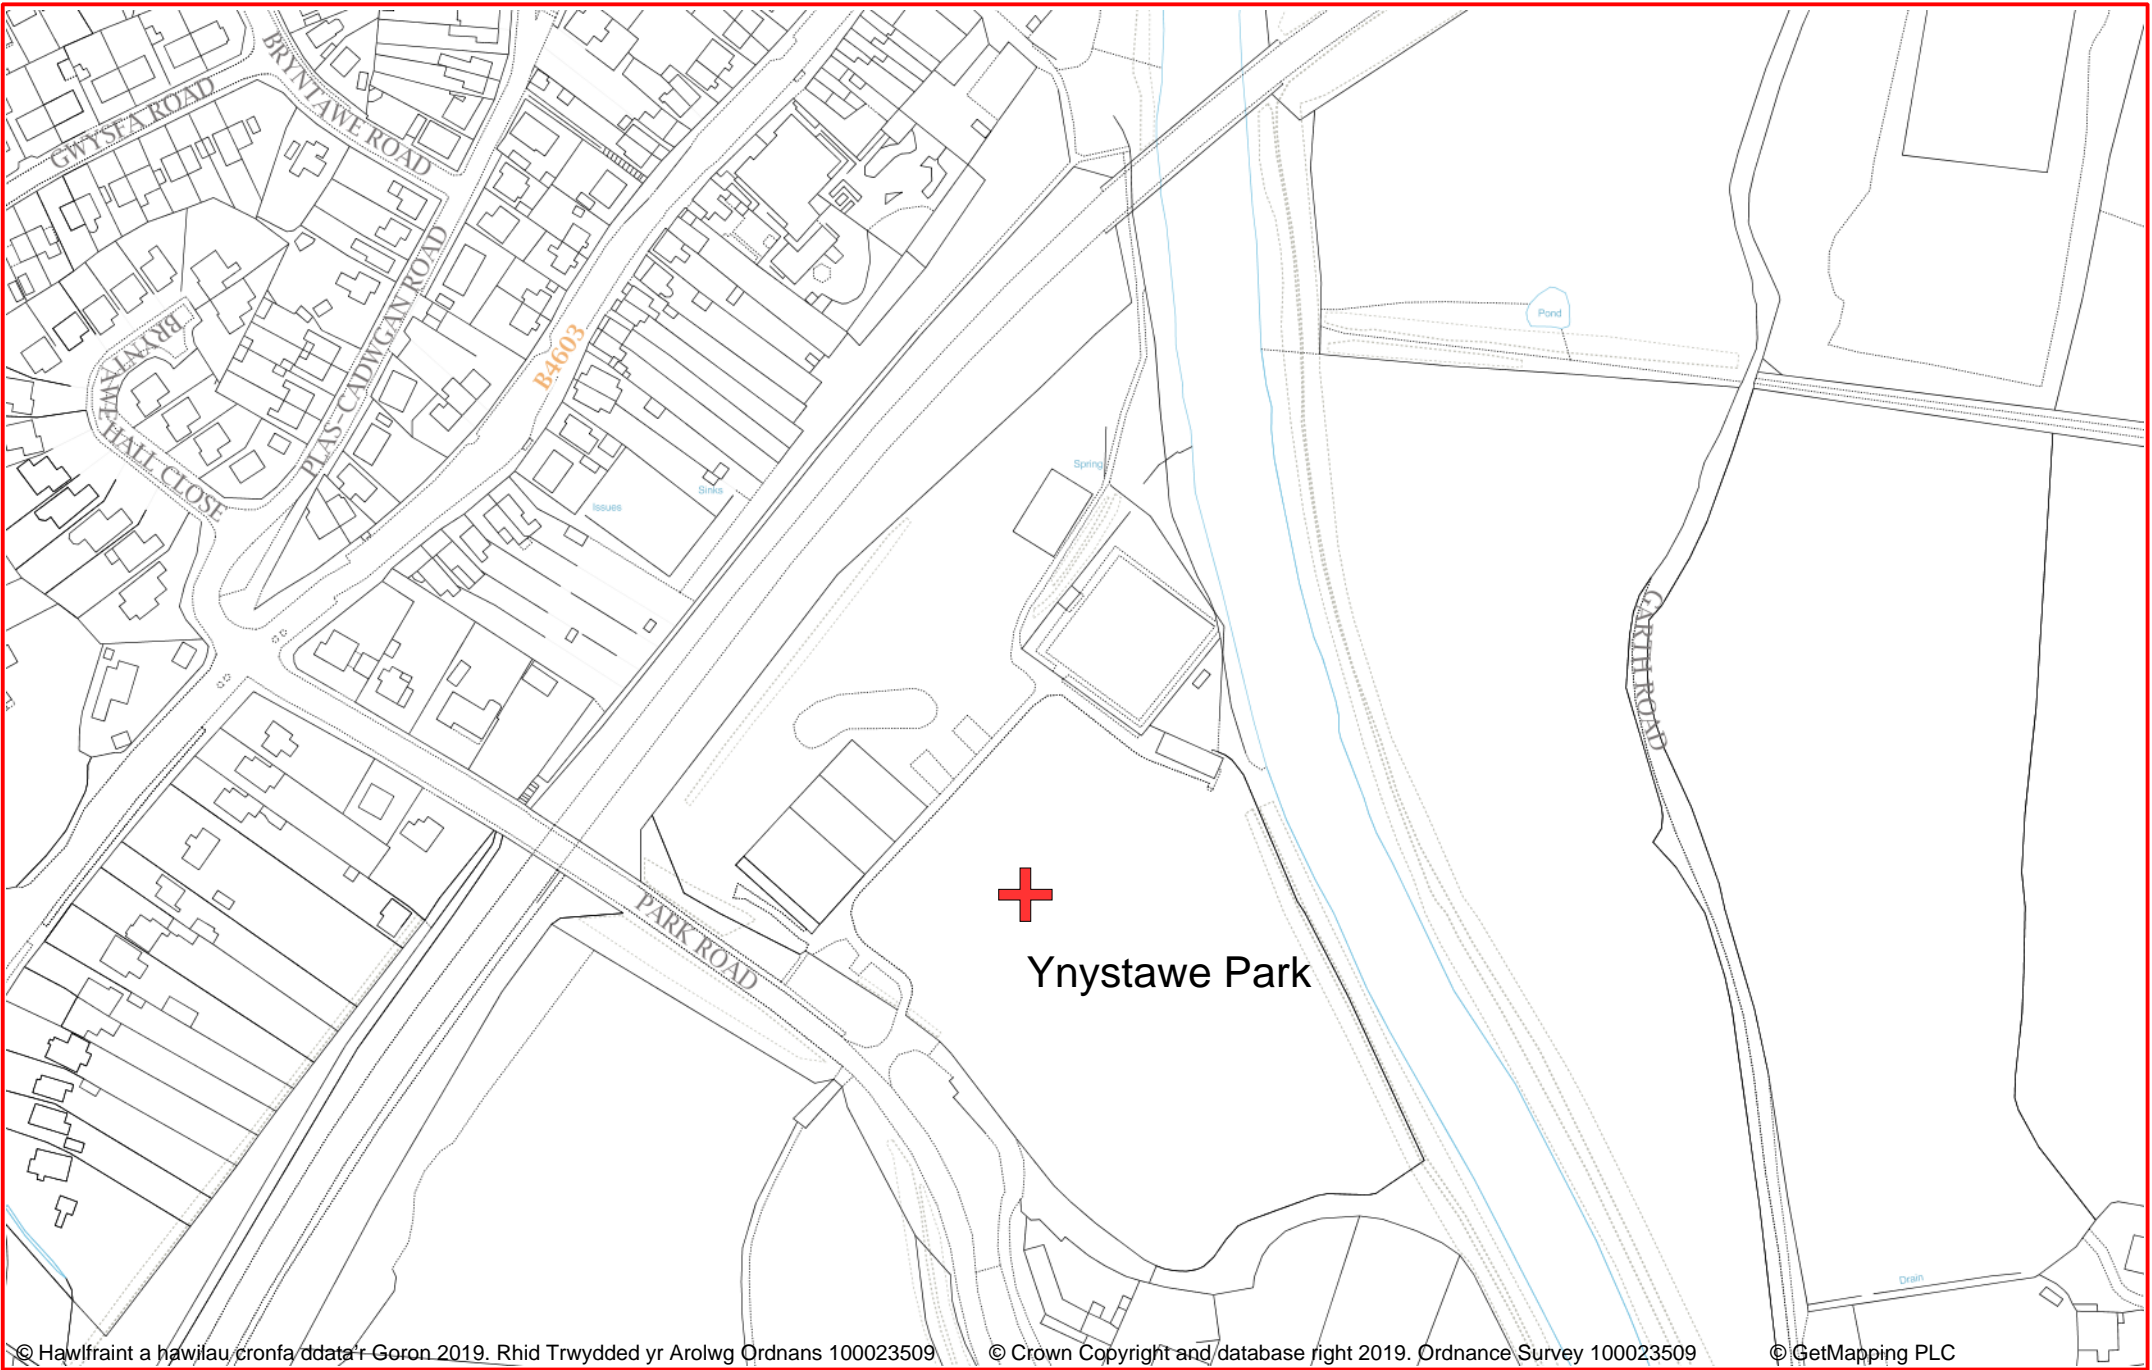 BRYNTAWE ROAD
GWYSFA ROAD
PLAS CADWGAN ROAD
B4603
BRYNTAWE HALL CLOSE
Pond
Spring
Sinks
Issues
GARTH ROAD
PARK ROAD
Ynystawe Park
Drain
© Hawlfraint a hawliau cronfa ddata'r Goron 2019. Rhid Trwydded yr Arolwg Ordnans 100023509 © Crown Copyright and database right 2019. Ordnance Survey 100023509 © GetMapping PLC